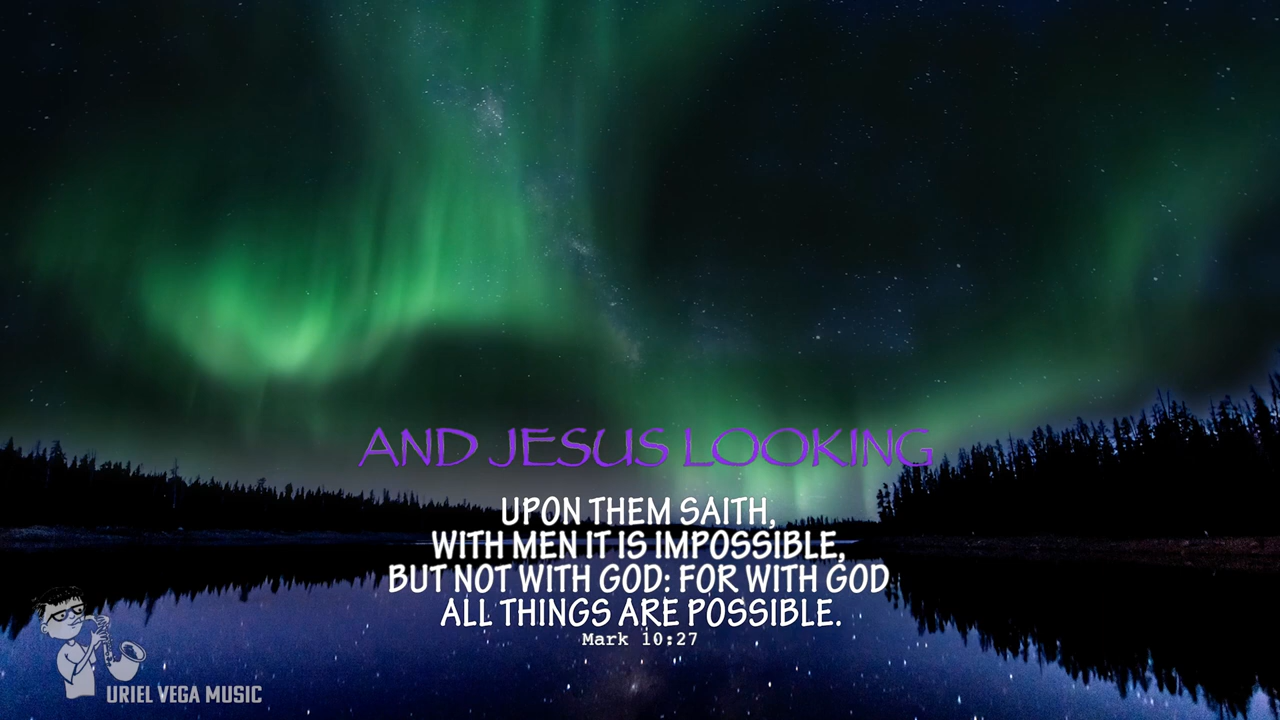 AND JESUS LOOKING
UPON THEM SAITH,
WITH MEN IT IS IMPOSSIBLE,
BUT NOT WITH GOD: FOR WITH GOD
ALL THINGS ARE POSSIBLE.
Mark 10:27
URIEL VEGA MUSIC